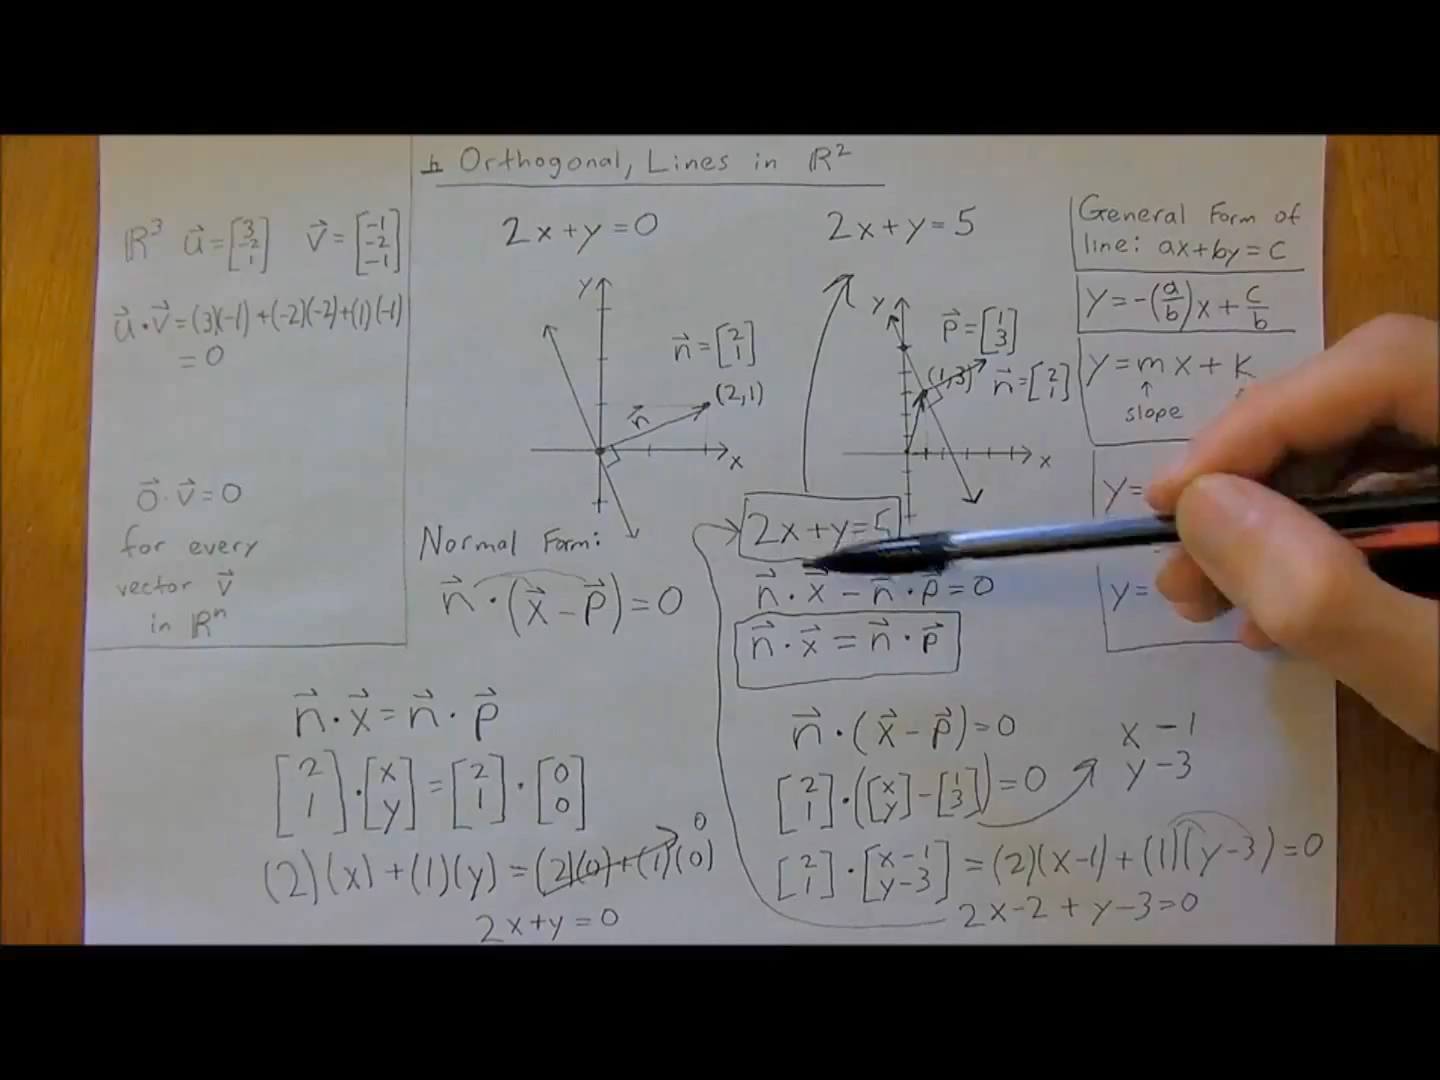 Orthogonal, Lines in ℝ²
ℝ³ u⃗ = [3 -2 1] v⃗ = [-1 -2 -1]
u⃗·v⃗ = (3)(-1) + (-2)(-2) + (1)(-1)
= 0
0⃗·v⃗ = 0
for every
vector v⃗
in ℝⁿ
2x+y=0
y
n⃗ = [2 1]
(2,1)
n⃗
x
2x+y=5
y
p⃗ = [1 3]
(1,3) n⃗ = [2 1]
x
General Form of
line: ax+by=c
y = -(a/b)x + c/b
y = mx + k
↑
slope
y =
y =
Normal Form:
n⃗·(x⃗-p⃗)=0
2x+y=5
n⃗·x⃗ - n⃗·p⃗ = 0
n⃗·x⃗ = n⃗·p⃗
n⃗·x⃗ = n⃗·p⃗
[2 1]·[x y] = [2 1]·[0 0]
0
(2)(x)+(1)(y) = (2)(0)+(1)(0)
2x+y=0
n⃗·(x⃗-p⃗)=0
[2 1]·([x y]-[1 3])=0
x-1
y-3
[2 1]·[x-1 y-3] = (2)(x-1)+(1)(y-3)=0
2x-2+y-3=0